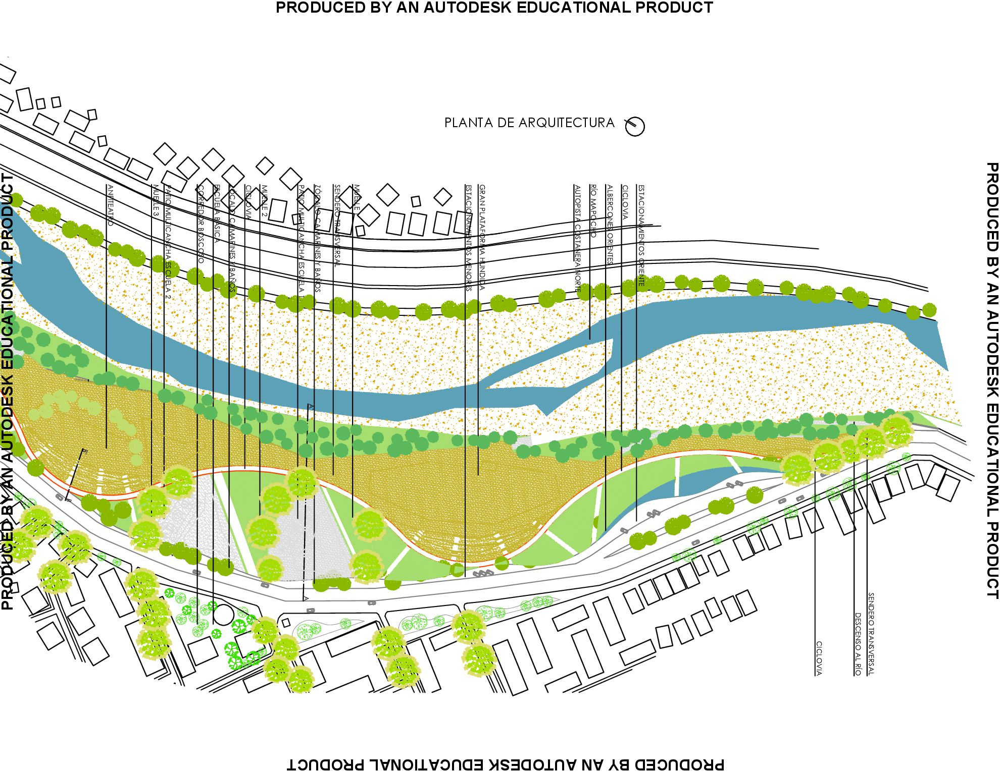 PRODUCED BY AN AUTODESK EDUCATIONAL PRODUCT
PLANTA DE ARQUITECTURA
ANFITEATRO
MUELLE 3
PATIO MULTICANCHA ESCUELA 2
CORREDOR BOSCOSO
ESCUELA BASICA
ZÓCALO CAMARINES Y BAÑOS
CICLOVIA
MUELLE 2
PATIO MULTICANCHA ESCUELA 1
ZÓCALO CAMARINES Y BAÑOS
SENDERO TRANSVERSAL
MUELLE
ESTACIONAMIENTOS MENORES
GRAN PLATAFORMA HUNDIDA
AUTOPISTA COSTANERA NORTE
RÍO MAPOCHO
ALBERCONES ORIENTES
CICLOVIA
ESTACIONAMIENTOS ORIENTE
A'
B'
B
A
CICLOVIA
DESCENSO AL RÍO
SENDERO TRANSVERSAL
PRODUCED BY AN AUTODESK EDUCATIONAL PRODUCT
PRODUCED BY AN AUTODESK EDUCATIONAL PRODUCT
PRODUCED BY AN AUTODESK EDUCATIONAL PRODUCT